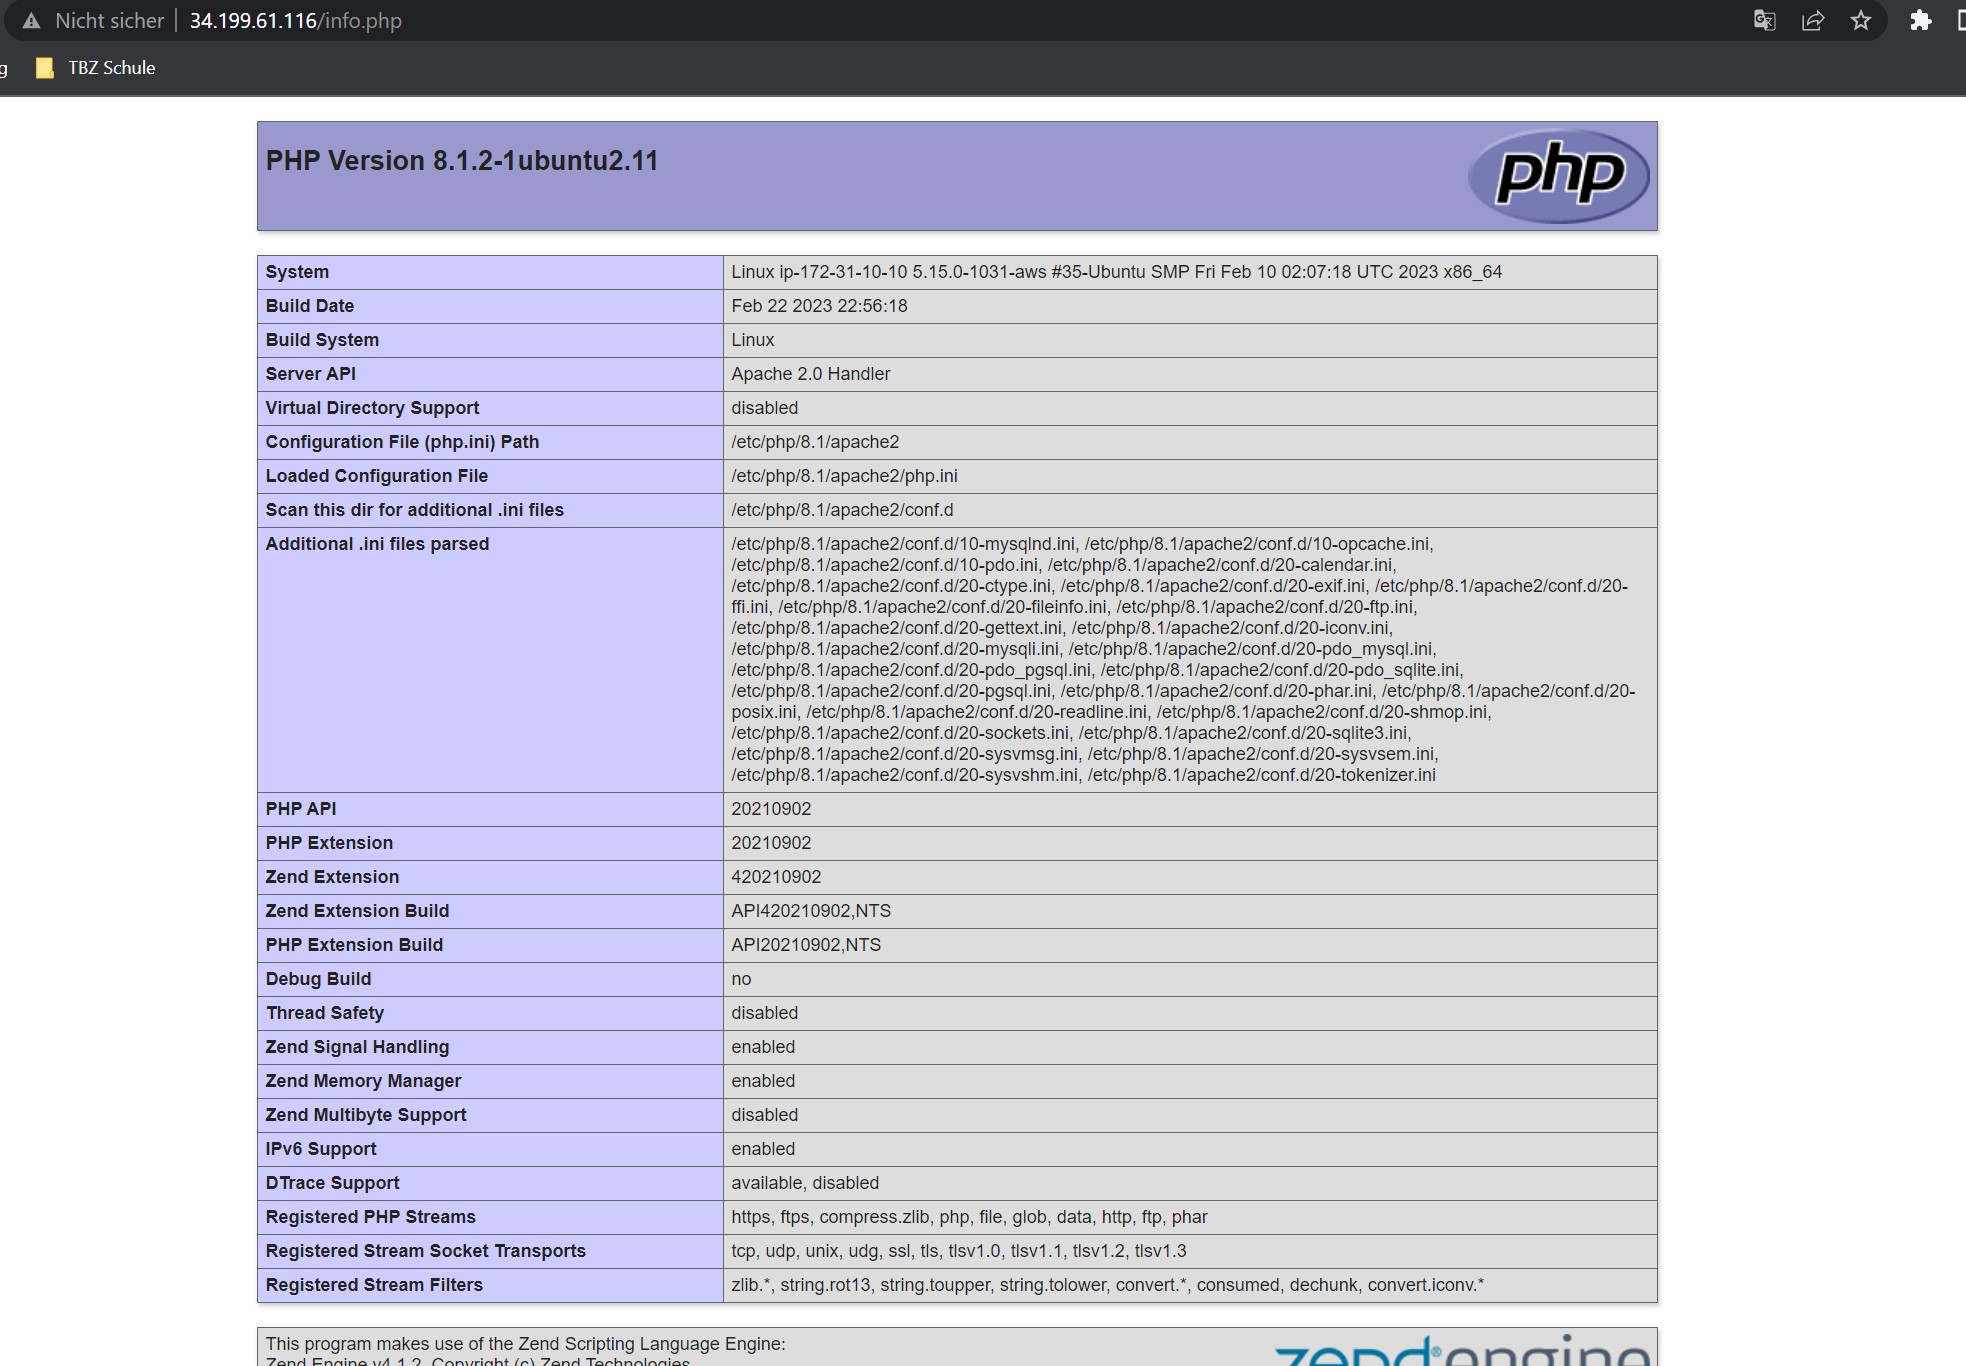 Nicht sicher | 34.199.61.116/info.php
g TBZ Schule
PHP Version 8.1.2-1ubuntu2.11
php
System Linux ip-172-31-10-10 5.15.0-1031-aws #35-Ubuntu SMP Fri Feb 10 02:07:18 UTC 2023 x86_64
Build Date Feb 22 2023 22:56:18
Build System Linux
Server API Apache 2.0 Handler
Virtual Directory Support disabled
Configuration File (php.ini) Path /etc/php/8.1/apache2
Loaded Configuration File /etc/php/8.1/apache2/php.ini
Scan this dir for additional .ini files /etc/php/8.1/apache2/conf.d
Additional .ini files parsed /etc/php/8.1/apache2/conf.d/10-mysqlnd.ini, /etc/php/8.1/apache2/conf.d/10-opcache.ini,
/etc/php/8.1/apache2/conf.d/10-pdo.ini, /etc/php/8.1/apache2/conf.d/20-calendar.ini,
/etc/php/8.1/apache2/conf.d/20-ctype.ini, /etc/php/8.1/apache2/conf.d/20-exif.ini, /etc/php/8.1/apache2/conf.d/20-
ffi.ini, /etc/php/8.1/apache2/conf.d/20-fileinfo.ini, /etc/php/8.1/apache2/conf.d/20-ftp.ini,
/etc/php/8.1/apache2/conf.d/20-gettext.ini, /etc/php/8.1/apache2/conf.d/20-iconv.ini,
/etc/php/8.1/apache2/conf.d/20-mysqli.ini, /etc/php/8.1/apache2/conf.d/20-pdo_mysql.ini,
/etc/php/8.1/apache2/conf.d/20-pdo_pgsql.ini, /etc/php/8.1/apache2/conf.d/20-pdo_sqlite.ini,
/etc/php/8.1/apache2/conf.d/20-pgsql.ini, /etc/php/8.1/apache2/conf.d/20-phar.ini, /etc/php/8.1/apache2/conf.d/20-
posix.ini, /etc/php/8.1/apache2/conf.d/20-readline.ini, /etc/php/8.1/apache2/conf.d/20-shmop.ini,
/etc/php/8.1/apache2/conf.d/20-sockets.ini, /etc/php/8.1/apache2/conf.d/20-sqlite3.ini,
/etc/php/8.1/apache2/conf.d/20-sysvmsg.ini, /etc/php/8.1/apache2/conf.d/20-sysvsem.ini,
/etc/php/8.1/apache2/conf.d/20-sysvshm.ini, /etc/php/8.1/apache2/conf.d/20-tokenizer.ini
PHP API 20210902
PHP Extension 20210902
Zend Extension 420210902
Zend Extension Build API420210902,NTS
PHP Extension Build API20210902,NTS
Debug Build no
Thread Safety disabled
Zend Signal Handling enabled
Zend Memory Manager enabled
Zend Multibyte Support disabled
IPv6 Support enabled
DTrace Support available, disabled
Registered PHP Streams https, ftps, compress.zlib, php, file, glob, data, http, ftp, phar
Registered Stream Socket Transports tcp, udp, unix, udg, ssl, tls, tlsv1.0, tlsv1.1, tlsv1.2, tlsv1.3
Registered Stream Filters zlib.*, string.rot13, string.toupper, string.tolower, convert.*, consumed, dechunk, convert.iconv.*
This program makes use of the Zend Scripting Language Engine:
Zend Engine v4.1.2, Copyright (c) Zend Technologies
zend®engine